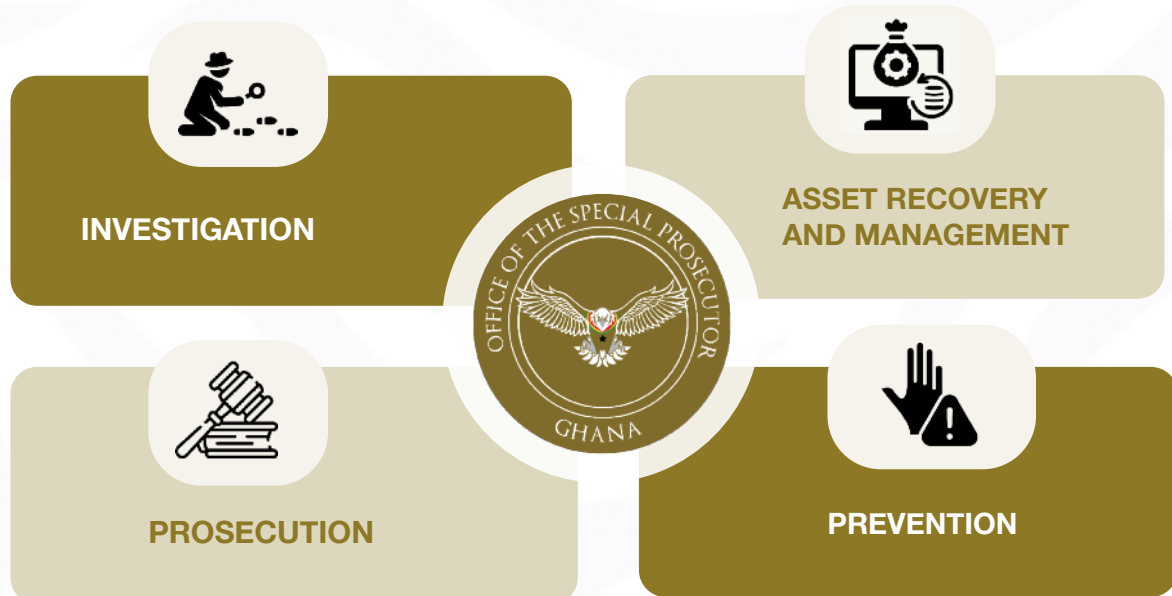 INVESTIGATION
ASSET RECOVERY
AND MANAGEMENT
OFFICE OF THE SPECIAL PROSECUTOR
GHANA
PROSECUTION
PREVENTION